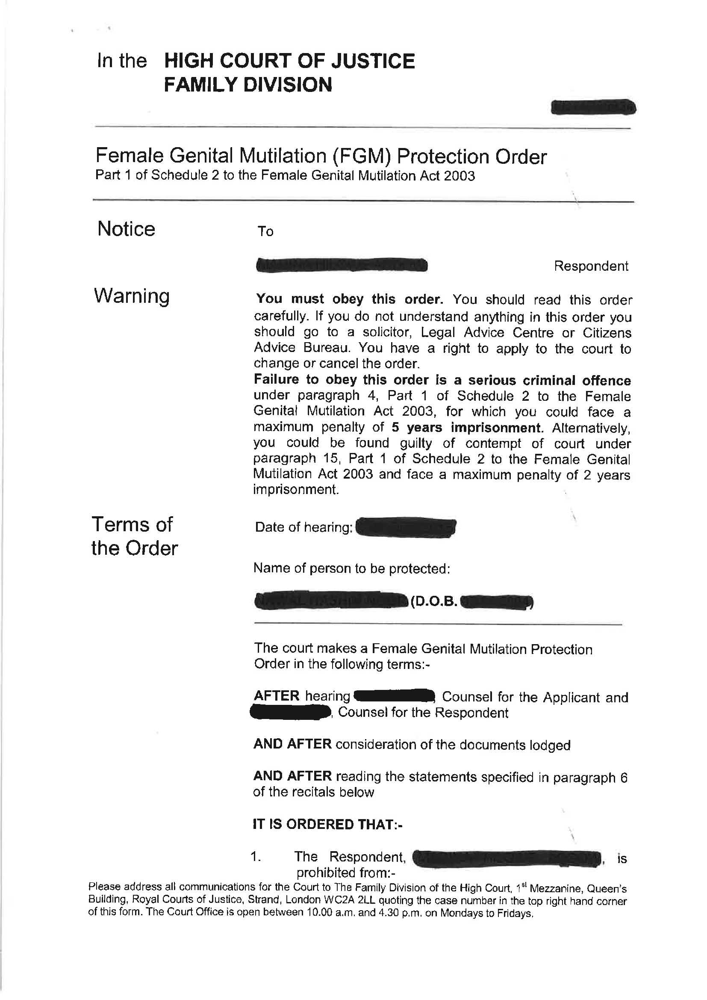 In the HIGH COURT OF JUSTICE
FAMILY DIVISION
Female Genital Mutilation (FGM) Protection Order
Part 1 of Schedule 2 to the Female Genital Mutilation Act 2003
Notice
To
Respondent
Warning
You must obey this order. You should read this order
carefully. If you do not understand anything in this order you
should go to a solicitor, Legal Advice Centre or Citizens
Advice Bureau. You have a right to apply to the court to
change or cancel the order.
Failure to obey this order is a serious criminal offence
under paragraph 4, Part 1 of Schedule 2 to the Female
Genital Mutilation Act 2003, for which you could face a
maximum penalty of 5 years imprisonment. Alternatively,
you could be found guilty of contempt of court under
paragraph 15, Part 1 of Schedule 2 to the Female Genital
Mutilation Act 2003 and face a maximum penalty of 2 years
imprisonment.
Terms of
the Order
Date of hearing:
Name of person to be protected:
(D.O.B. )
The court makes a Female Genital Mutilation Protection
Order in the following terms:-
AFTER hearing , Counsel for the Applicant and
, Counsel for the Respondent
AND AFTER consideration of the documents lodged
AND AFTER reading the statements specified in paragraph 6
of the recitals below
IT IS ORDERED THAT:-
1. The Respondent, , is
prohibited from:-
Please address all communications for the Court to The Family Division of the High Court, 1st Mezzanine, Queen's
Building, Royal Courts of Justice, Strand, London WC2A 2LL quoting the case number in the top right hand corner
of this form. The Court Office is open between 10.00 a.m. and 4.30 p.m. on Mondays to Fridays.